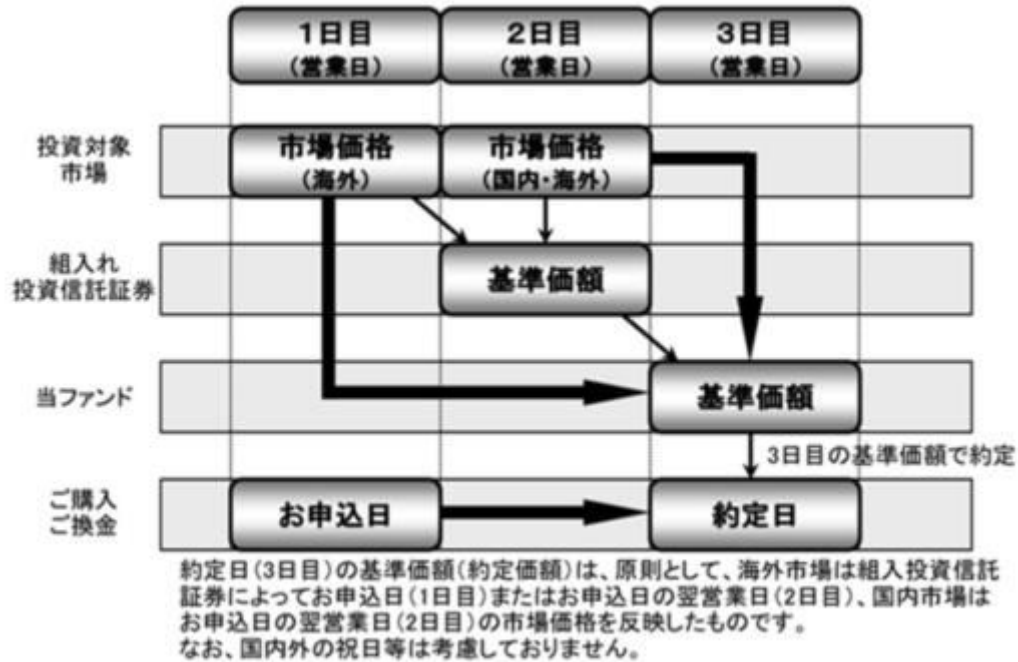 1日目
(営業日)
2日目
(営業日)
3日目
(営業日)
投資対象
市場
市場価格
(海外)
市場価格
(国内・海外)
組入れ
投資信託証券
基準価額
当ファンド
基準価額
3日目の基準価額で約定
ご購入
ご換金
お申込日
約定日
約定日(3日目)の基準価額(約定価額)は、原則として、海外市場は組入投資信託
証券によってお申込日(1日目)またはお申込日の翌営業日(2日目)、国内市場は
お申込日の翌営業日(2日目)の市場価格を反映したものです。
なお、国内外の祝日等は考慮しておりません。